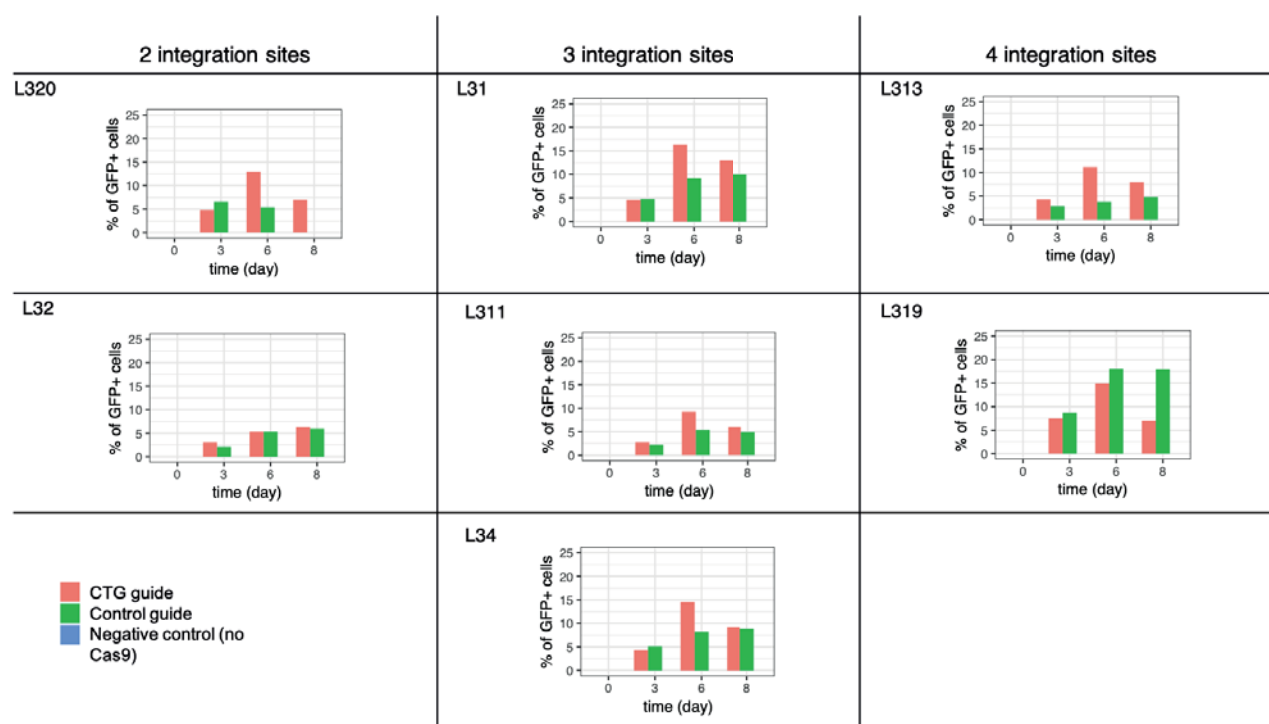 2 integration sites
3 integration sites
4 integration sites
L320
% of GFP+ cells
25
20
15
10
5
0
0 3 6 8
time (day)
L31
% of GFP+ cells
25
20
15
10
5
0
0 3 6 8
time (day)
L313
% of GFP+ cells
25
20
15
10
5
0
0 3 6 8
time (day)
L32
% of GFP+ cells
25
20
15
10
5
0
0 3 6 8
time (day)
L311
% of GFP+ cells
25
20
15
10
5
0
0 3 6 8
time (day)
L319
% of GFP+ cells
25
20
15
10
5
0
0 3 6 8
time (day)
CTG guide
Control guide
Negative control (no
Cas9)
L34
% of GFP+ cells
25
20
15
10
5
0
0 3 6 8
time (day)